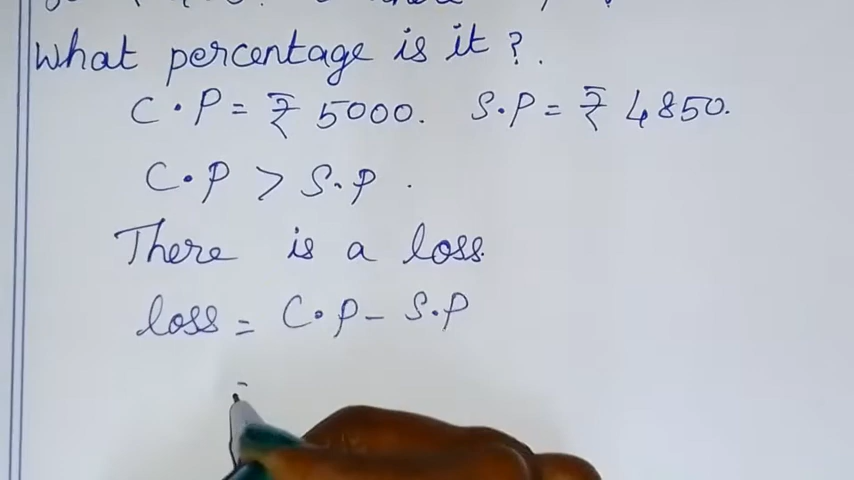 What percentage is it ?.
C.P = ₹ 5000. S.P = ₹ 4850.
C.P > S.P .
There is a loss.
loss = C.P - S.P
=